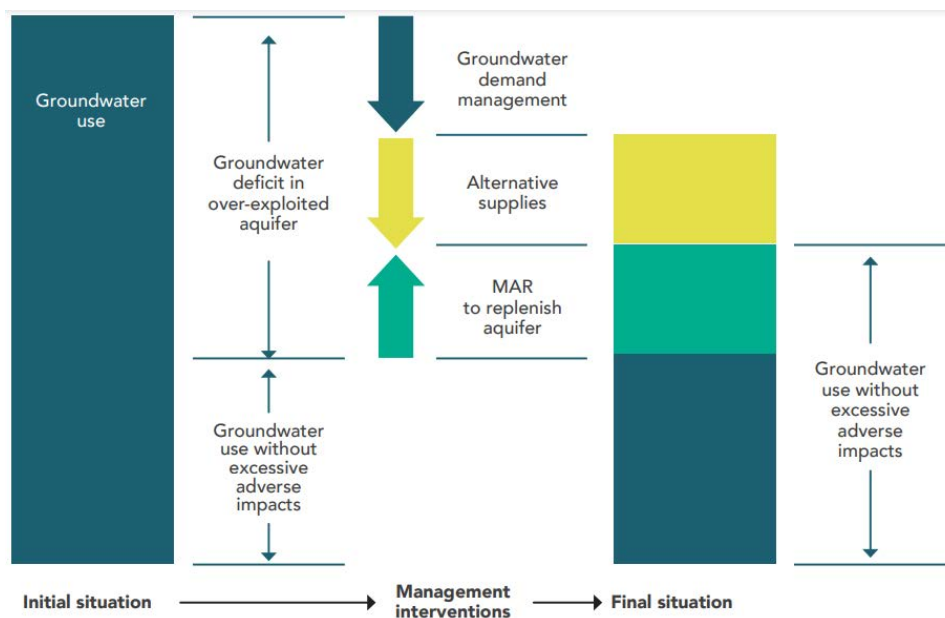 Groundwater
use
Groundwater
deficit in
over-exploited
aquifer
Groundwater
use without
excessive
adverse
impacts
Groundwater
demand
management
Alternative
supplies
MAR
to replenish
aquifer
Groundwater
use without
excessive
adverse
impacts
Initial situation
Management
interventions
Final situation